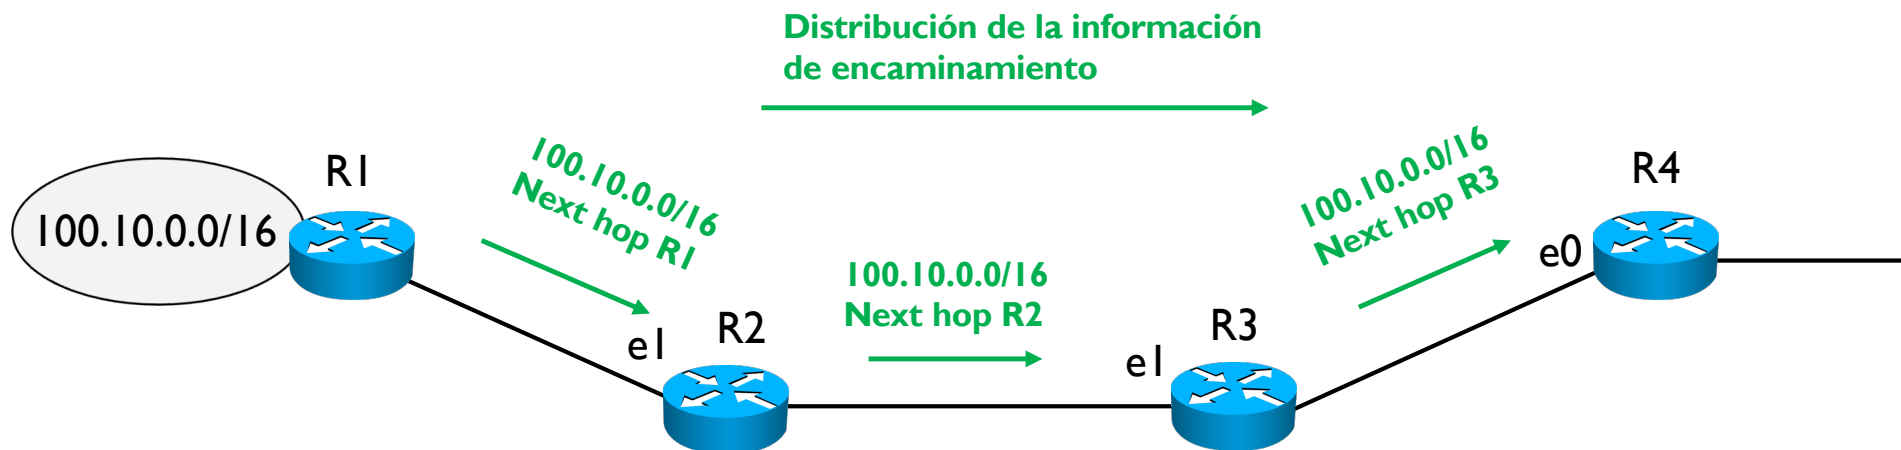 Distribución de la información
de encaminamiento
100.10.0.0/16
R1
100.10.0.0/16
Next hop R1
e1
R2
100.10.0.0/16
Next hop R2
e1
R3
100.10.0.0/16
Next hop R3
e0
R4